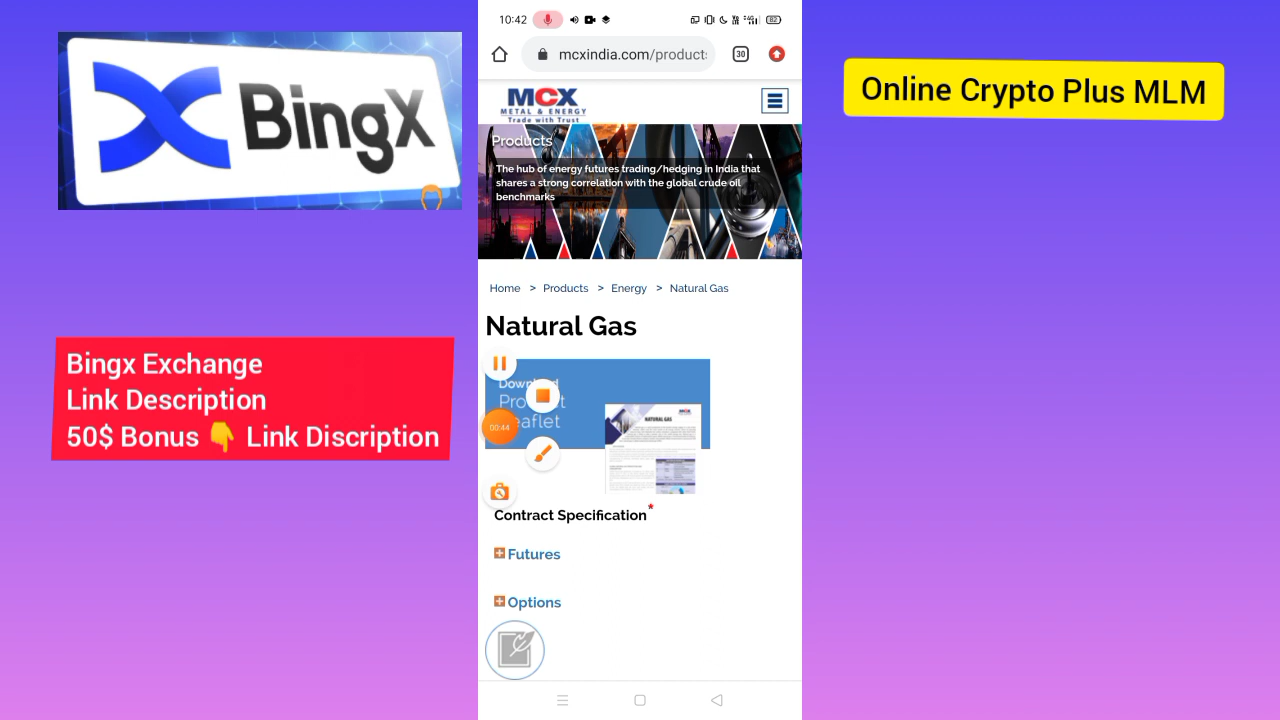 BingX
Bingx Exchange
Link Description
50$ Bonus 👇 Link Discription
10:42
82
mcxindia.com/product
30
MCX
METAL & ENERGY
Trade with Trust
Products
The hub of energy futures trading/hedging in India that
shares a strong correlation with the global crude oil
benchmarks
Home > Products > Energy > Natural Gas
Natural Gas
NATURAL GAS
00:44
Contract Specification*
Futures
Options
Online Crypto Plus MLM